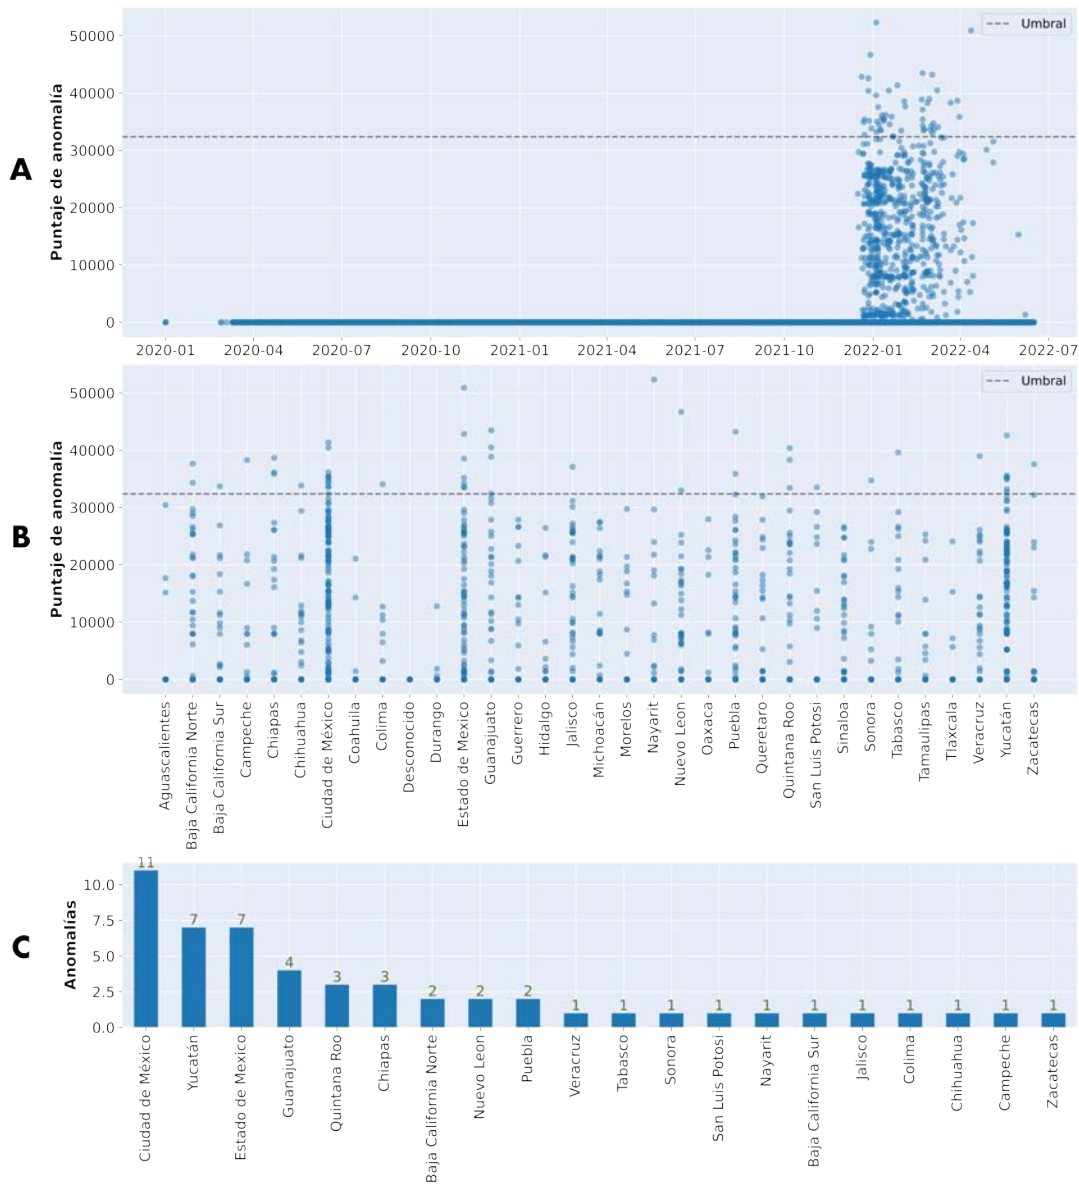 A
Puntaje de anomalía
50000
40000
30000
20000
10000
0
Umbral
2020-01 2020-04 2020-07 2020-10 2021-01 2021-04 2021-07 2021-10 2022-01 2022-04 2022-07
B
Puntaje de anomalía
50000
40000
30000
20000
10000
0
Umbral
Aguascalientes
Baja California Norte
Baja California Sur
Campeche
Chiapas
Chihuahua
Ciudad de México
Coahuila
Colima
Desconocido
Durango
Estado de Mexico
Guanajuato
Guerrero
Hidalgo
Jalisco
Michoacán
Morelos
Nayarit
Nuevo Leon
Oaxaca
Puebla
Queretaro
Quintana Roo
San Luis Potosi
Sinaloa
Sonora
Tabasco
Tamaulipas
Tlaxcala
Veracruz
Yucatán
Zacatecas
C
Anomalías
10.0
7.5
5.0
2.5
0.0
11 7 7 4 3 3 2 2 2 1 1 1 1 1 1 1 1 1 1 1
Ciudad de México
Yucatán
Estado de Mexico
Guanajuato
Quintana Roo
Chiapas
Baja California Norte
Nuevo Leon
Puebla
Veracruz
Tabasco
Sonora
San Luis Potosi
Nayarit
Baja California Sur
Jalisco
Colima
Chihuahua
Campeche
Zacatecas